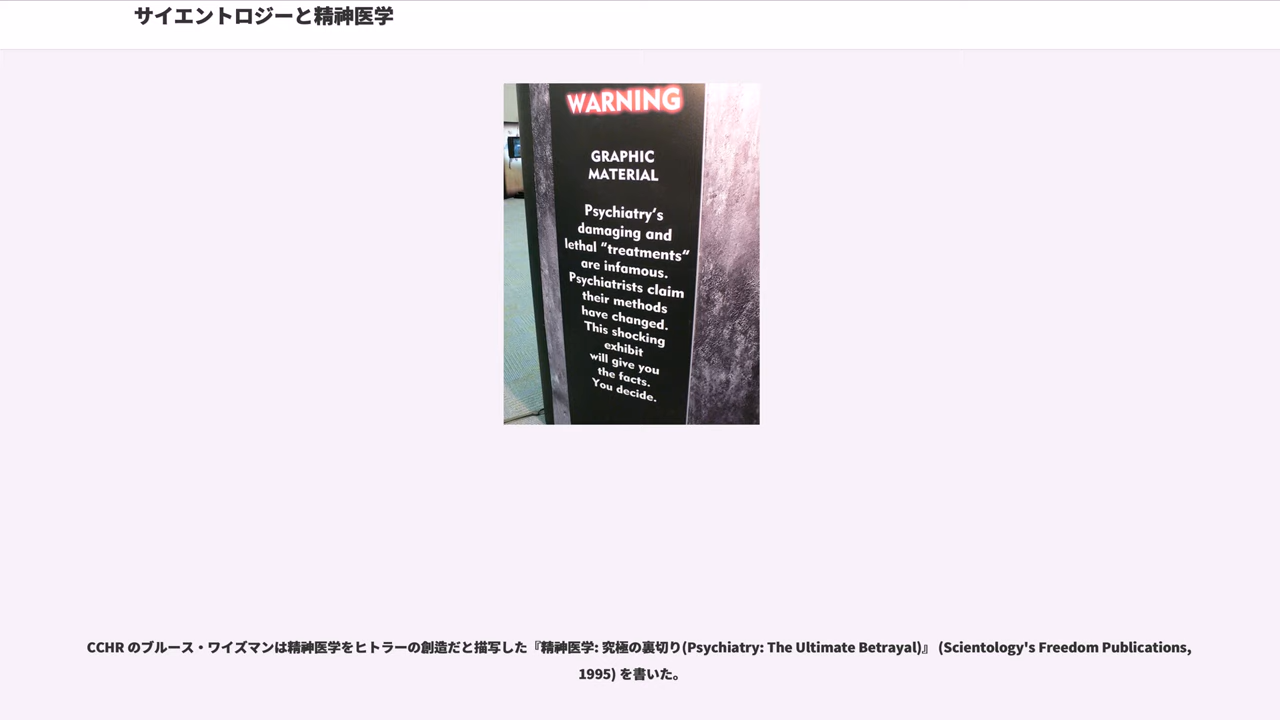 サイエントロジーと精神医学
WARNING
GRAPHIC
MATERIAL
Psychiatry's
damaging and
lethal "treatments"
are infamous.
Psychiatrists claim
their methods
have changed.
This shocking
exhibit
will give you
the facts.
You decide.
CCHR のブルース・ワイズマンは精神医学をヒトラーの創造だと描写した『精神医学: 究極の裏切り(Psychiatry: The Ultimate Betrayal)』 (Scientology's Freedom Publications,
1995) を書いた。